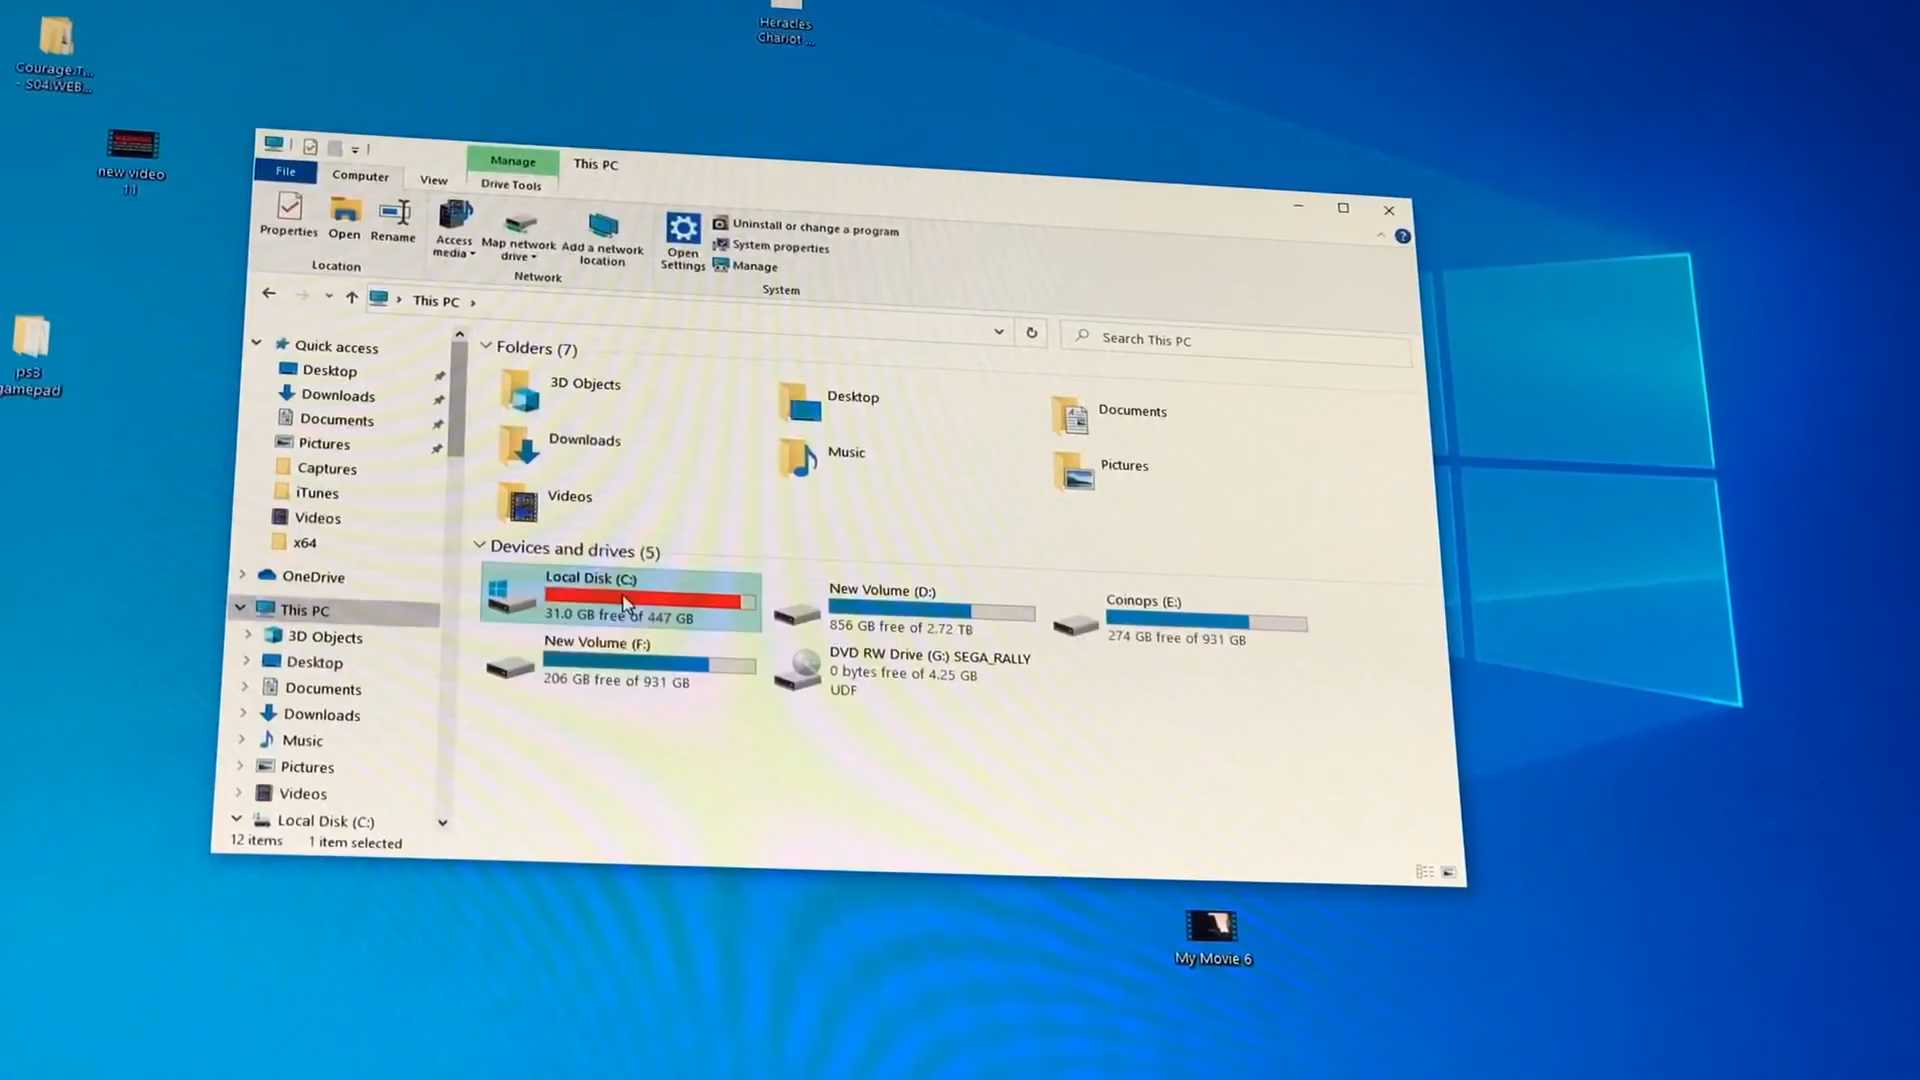 Heracles
Chariot ...
Courage.T...
- S04.WEB...
new video
11
ps3
gamepad
Manage
This PC
File
Computer
View
Drive Tools
Properties
Open
Rename
Access
media
Map network
drive
Add a network
location
Open
Settings
Uninstall or change a program
System properties
Manage
Location
Network
System
This PC
Search This PC
Quick access
Desktop
Downloads
Documents
Pictures
Captures
iTunes
Videos
x64
OneDrive
This PC
3D Objects
Desktop
Documents
Downloads
Music
Pictures
Videos
Local Disk (C:)
12 items
1 item selected
Folders (7)
3D Objects
Desktop
Documents
Downloads
Music
Pictures
Videos
Devices and drives (5)
Local Disk (C:)
31.0 GB free of 447 GB
New Volume (D:)
856 GB free of 2.72 TB
Coinops (E:)
274 GB free of 931 GB
New Volume (F:)
206 GB free of 931 GB
DVD RW Drive (G:) SEGA_RALLY
0 bytes free of 4.25 GB
UDF
My Movie 6